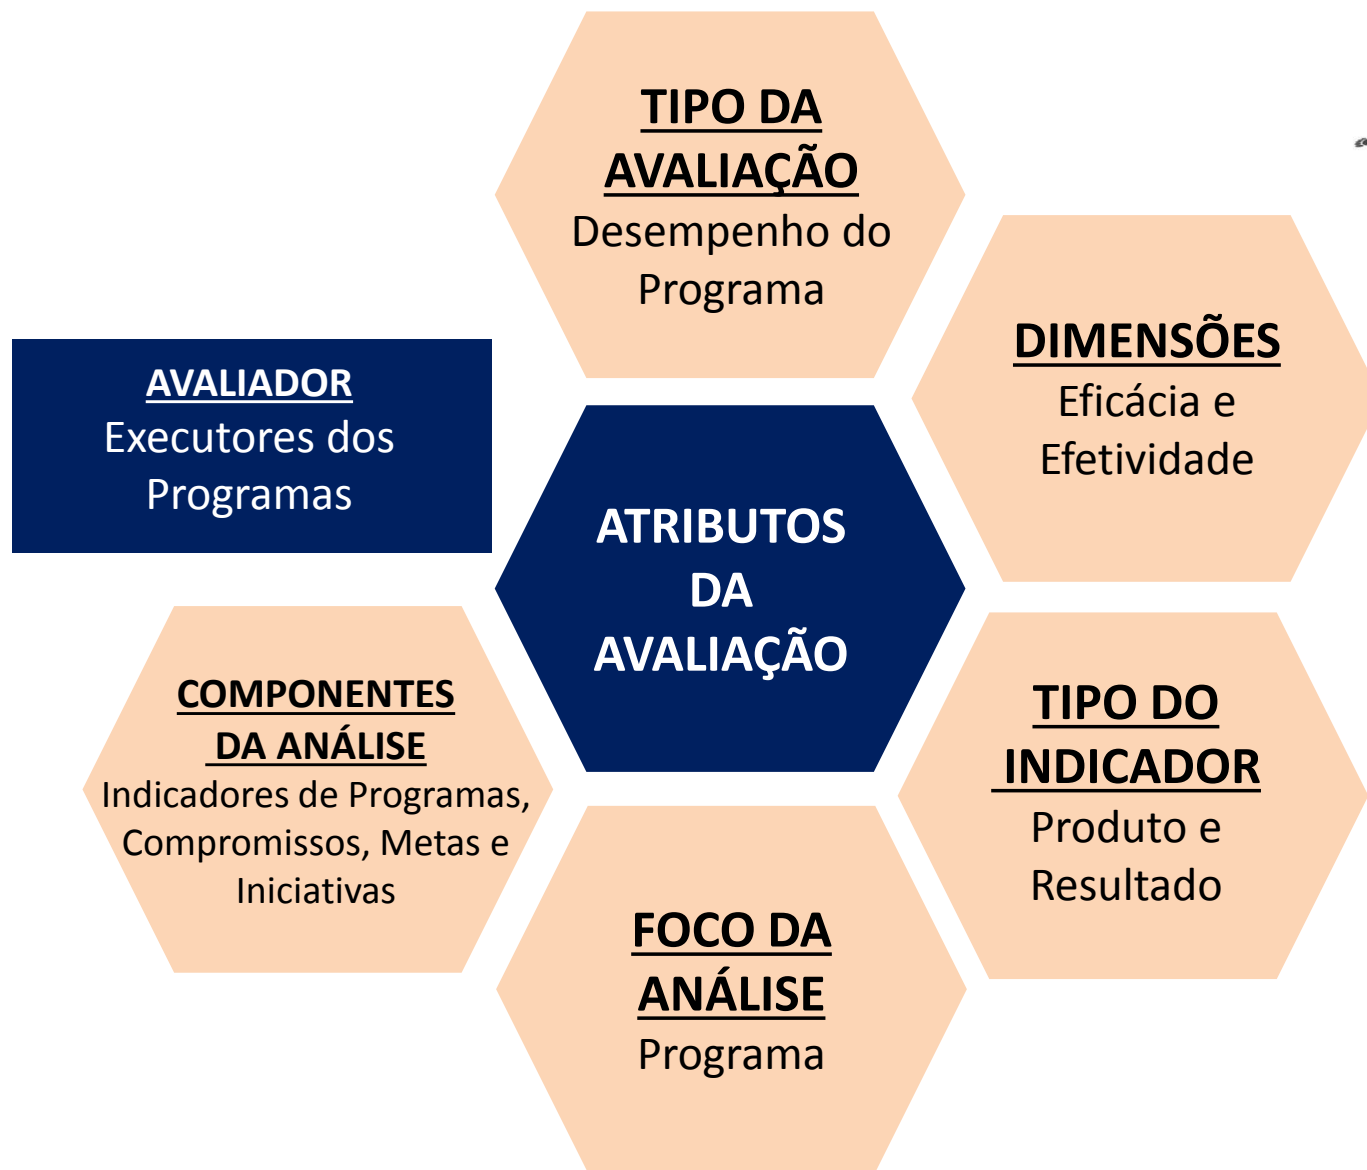 TIPO DA
AVALIAÇÃO
Desempenho do
Programa
DIMENSÕES
Eficácia e
Efetividade
AVALIADOR
Executores dos
Programas
ATRIBUTOS
DA
AVALIAÇÃO
COMPONENTES
DA ANÁLISE
Indicadores de Programas,
Compromissos, Metas e
Iniciativas
TIPO DO
INDICADOR
Produto e
Resultado
FOCO DA
ANÁLISE
Programa